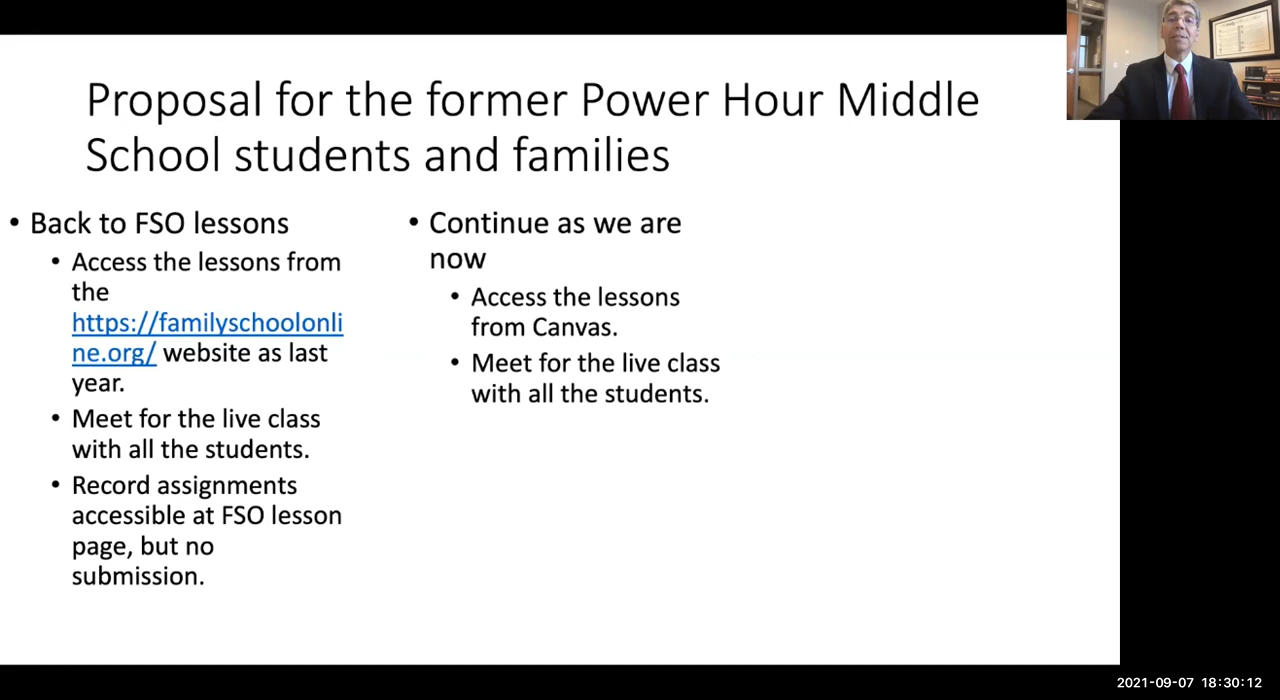 Proposal for the former Power Hour Middle
School students and families
• Back to FSO lessons
• Access the lessons from
the
https://familyschoolonli
ne.org/ website as last
year.
• Meet for the live class
with all the students.
• Record assignments
accessible at FSO lesson
page, but no
submission.
• Continue as we are
now
• Access the lessons
from Canvas.
• Meet for the live class
with all the students.
2021-09-07 18:30:12